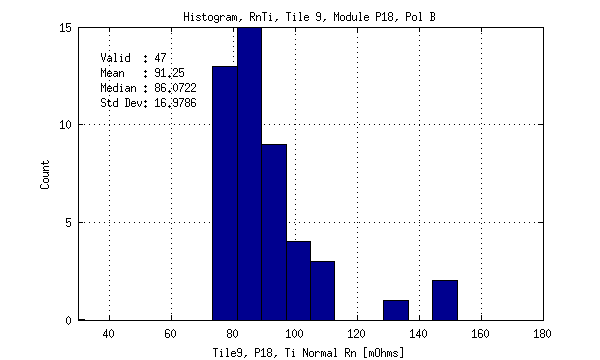 Histogram, RnTi, Tile 9, Module P18, Pol B
15
Valid : 47
Mean : 91.25
Median : 86.0722
Std Dev: 16.9786
10
Count
5
0
40 60 80 100 120 140 160 180
Tile9, P18, Ti Normal Rn [mOhms]